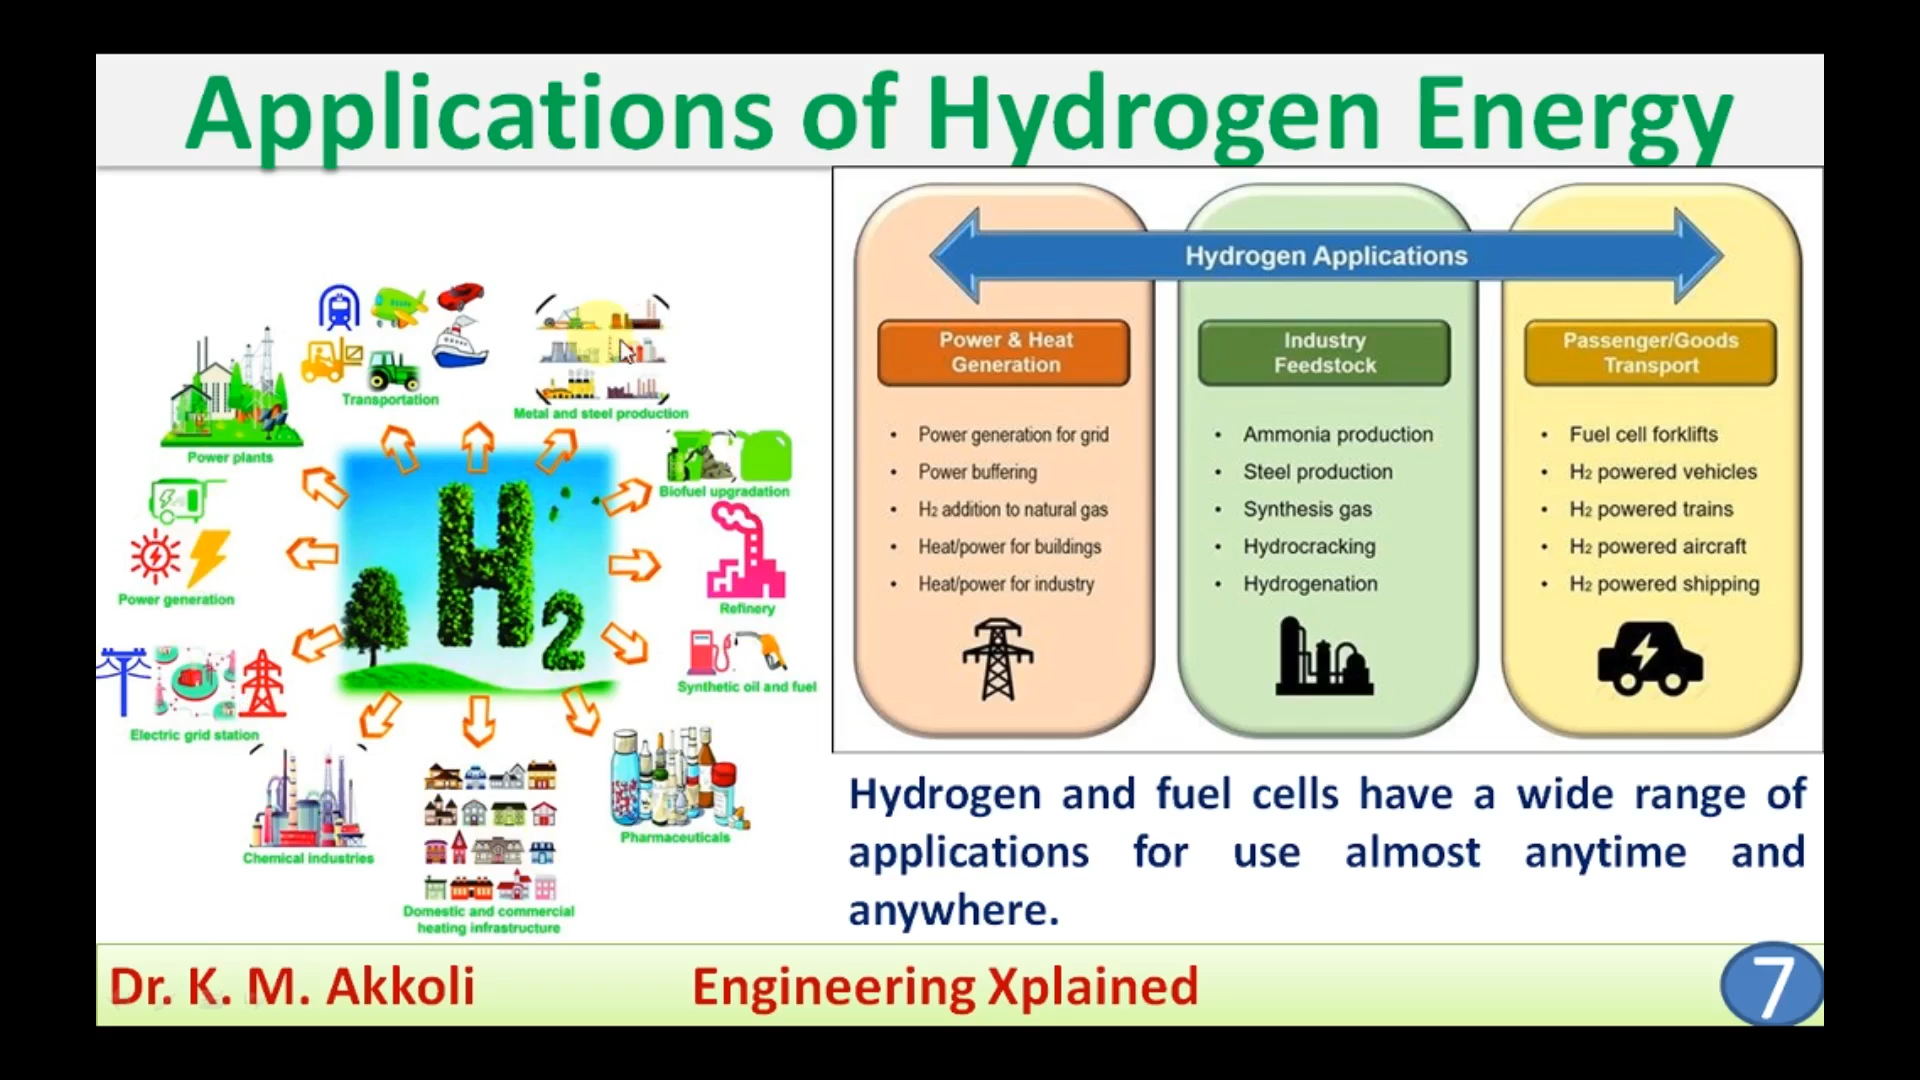 Applications of Hydrogen Energy
Transportation
Metal and steel production
Power plants
Biofuel upgradation
Power generation
Refinery
Synthetic oil and fuel
Electric grid station
H2
Chemical industries
Pharmaceuticals
Domestic and commercial
heating infrastructure
Hydrogen Applications
Power & Heat
Generation
• Power generation for grid
• Power buffering
• H2 addition to natural gas
• Heat/power for buildings
• Heat/power for industry
Industry
Feedstock
• Ammonia production
• Steel production
• Synthesis gas
• Hydrocracking
• Hydrogenation
Passenger/Goods
Transport
• Fuel cell forklifts
• H2 powered vehicles
• H2 powered trains
• H2 powered aircraft
• H2 powered shipping
Hydrogen and fuel cells have a wide range of
applications for use almost anytime and
anywhere.
Dr. K. M. Akkoli
Engineering Xplained
7